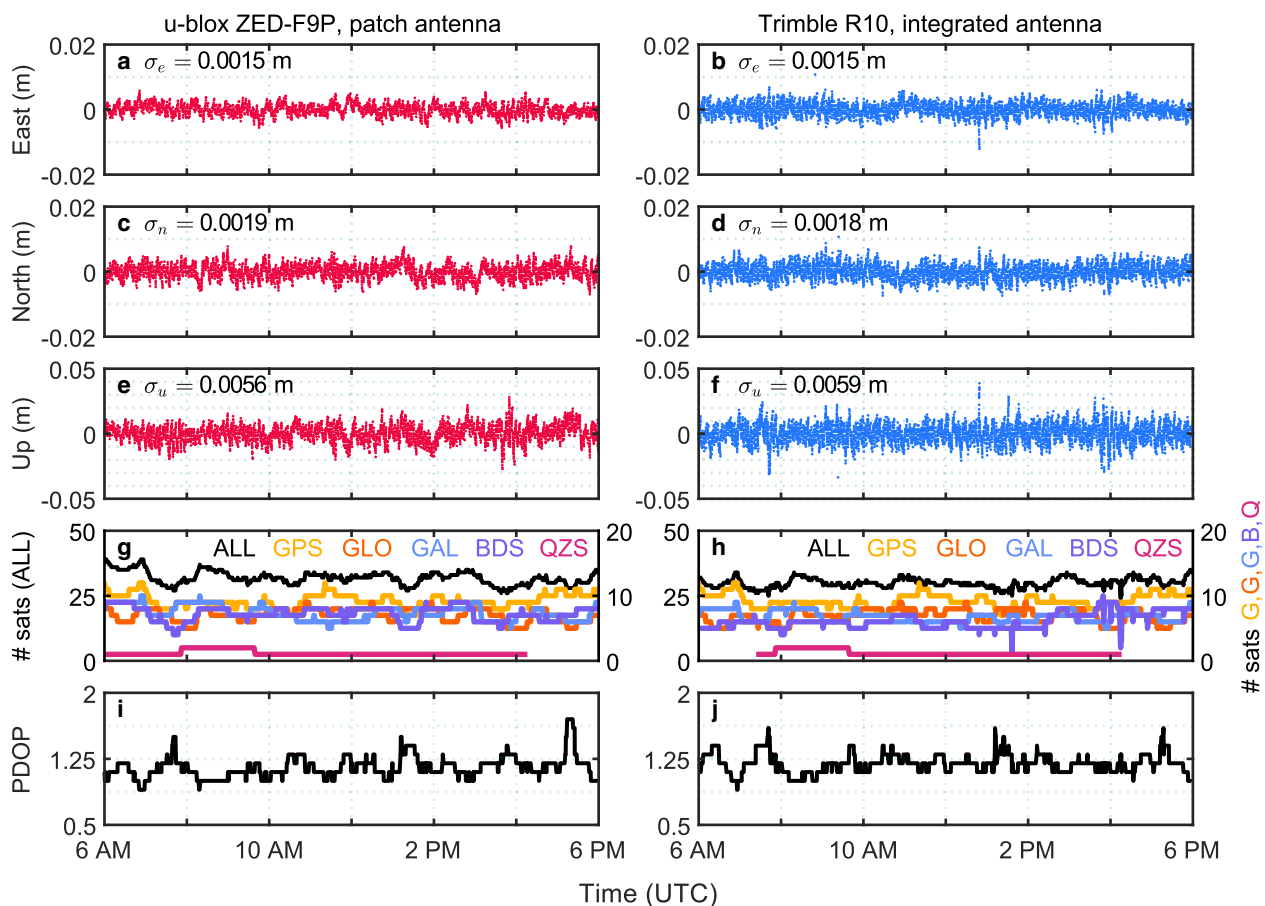 u-blox ZED-F9P, patch antenna
Trimble R10, integrated antenna
East (m)
0.02
0
-0.02
a σe = 0.0015 m
0.02
0
-0.02
b σe = 0.0015 m
North (m)
0.02
0
-0.02
c σn = 0.0019 m
0.02
0
-0.02
d σn = 0.0018 m
Up (m)
0.05
0
-0.05
e σu = 0.0056 m
0.05
0
-0.05
f σu = 0.0059 m
# sats (ALL)
50
25
0
g ALL GPS GLO GAL BDS QZS
20
10
0
50
25
0
h ALL GPS GLO GAL BDS QZS
20
10
0
# sats G,G,G,B,Q
PDOP
2
1.25
0.5
i
2
1.25
0.5
j
6 AM 10 AM 2 PM 6 PM
6 AM 10 AM 2 PM 6 PM
Time (UTC)